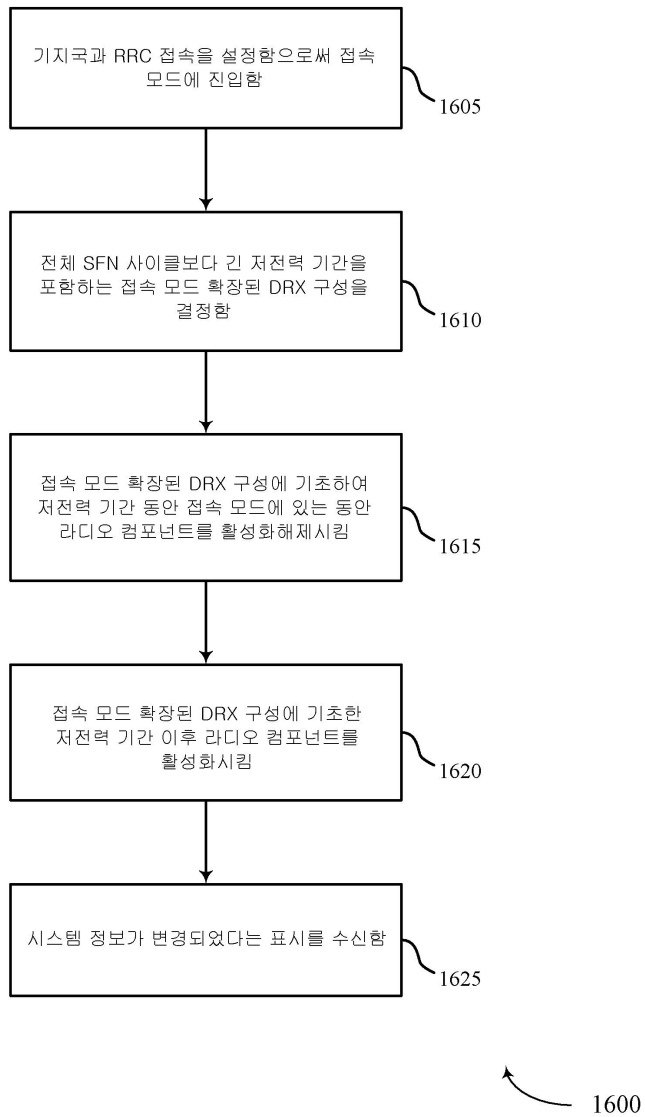 기지국과 RRC 접속을 설정함으로써 접속
모드에 진입함
1605
전체 SFN 사이클보다 긴 저전력 기간을
포함하는 접속 모드 확장된 DRX 구성을
결정함
1610
접속 모드 확장된 DRX 구성에 기초하여
저전력 기간 동안 접속 모드에 있는 동안
라디오 컴포넌트를 활성화해제시킴
1615
접속 모드 확장된 DRX 구성에 기초한
저전력 기간 이후 라디오 컴포넌트를
활성화시킴
1620
시스템 정보가 변경되었다는 표시를 수신함
1625
1600